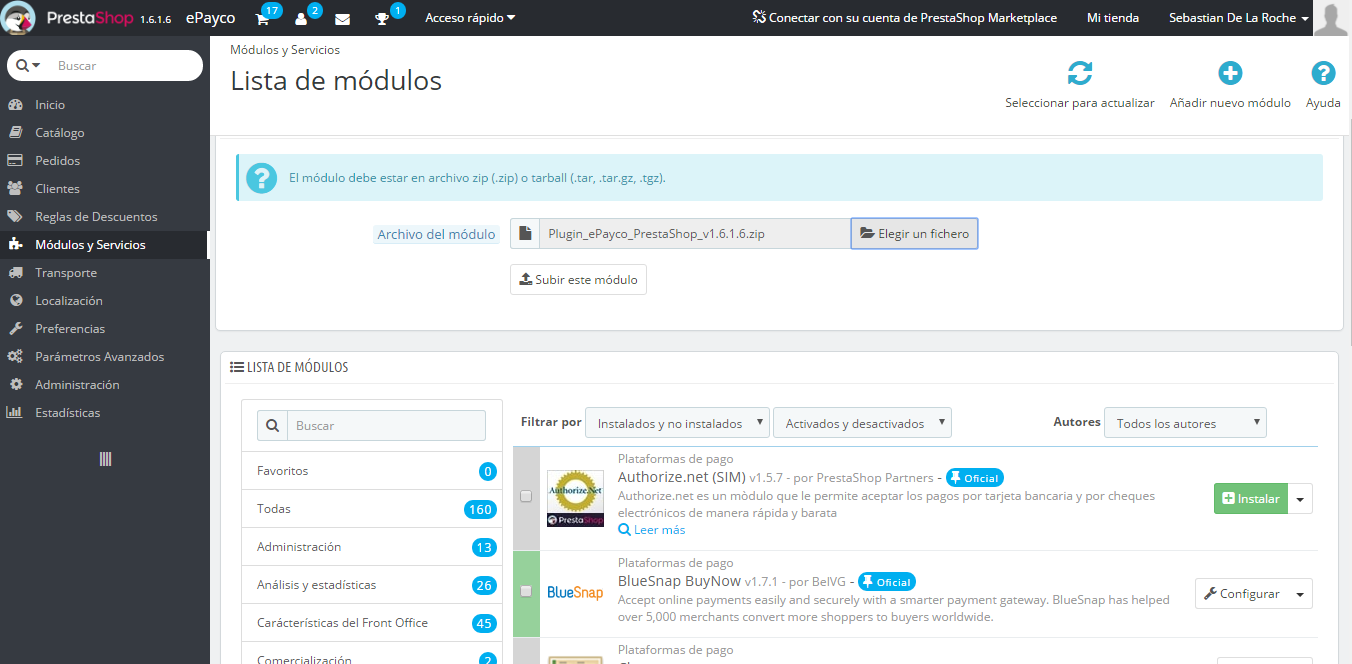 PrestaShop 1.6.1.6 ePayco 17 2 1 Acceso rápido Conectar con su cuenta de PrestaShop Marketplace Mi tienda Sebastian De La Roche
Buscar
Inicio
Catálogo
Pedidos
Clientes
Reglas de Descuentos
Módulos y Servicios
Transporte
Localización
Preferencias
Parámetros Avanzados
Administración
Estadísticas
Módulos y Servicios
Lista de módulos
Seleccionar para actualizar Añadir nuevo módulo Ayuda
El módulo debe estar en archivo zip (.zip) o tarball (.tar, .tar.gz, .tgz).
Archivo del módulo Plugin_ePayco_PrestaShop_v1.6.1.6.zip Elegir un fichero
Subir este módulo
LISTA DE MÓDULOS
Buscar
Favoritos 0
Todas 160
Administración 13
Análisis y estadísticas 26
Carácterísticas del Front Office 45
Comercialización 2
Filtrar por Instalados y no instalados Activados y desactivados Autores Todos los autores
Plataformas de pago
Authorize.Net
PrestaShop
Authorize.net (SIM) v1.5.7 - por PrestaShop Partners - Oficial
Authorize.net es un mòdulo que le permite aceptar los pagos por tarjeta bancaria y por cheques
electrónicos de manera rápida y barata
Leer más
Instalar
Plataformas de pago
BlueSnap
BlueSnap BuyNow v1.7.1 - por BelVG - Oficial
Accept online payments easily and securely with a smarter payment gateway. BlueSnap has helped
over 5,000 merchants convert more shoppers to buyers worldwide.
Configurar
Plataformas de pago